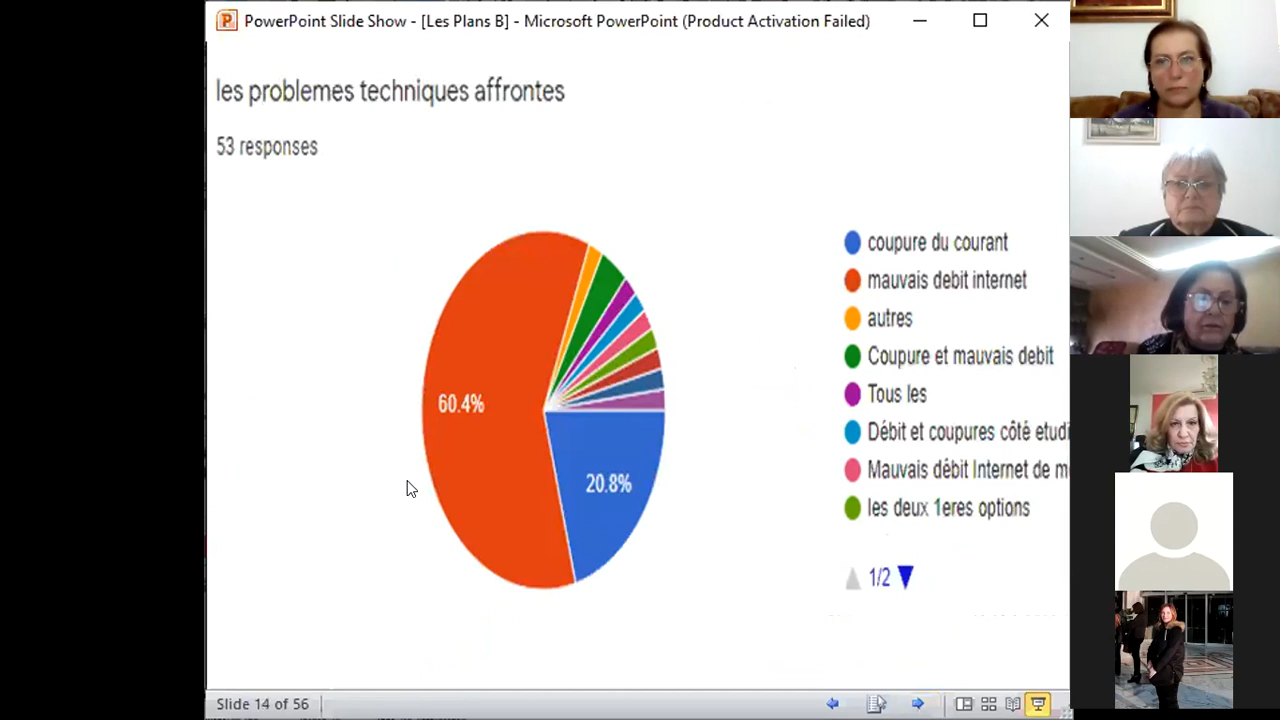 PowerPoint Slide Show - [Les Plans B] - Microsoft PowerPoint (Product Activation Failed)
les problemes techniques affrontes
53 responses
coupure du courant
mauvais debit internet
autres
Coupure et mauvais debit
Tous les
Débit et coupures côté etudi
Mauvais débit Internet de m
les deux 1eres options
60.4%
20.8%
1/2
Slide 14 of 56